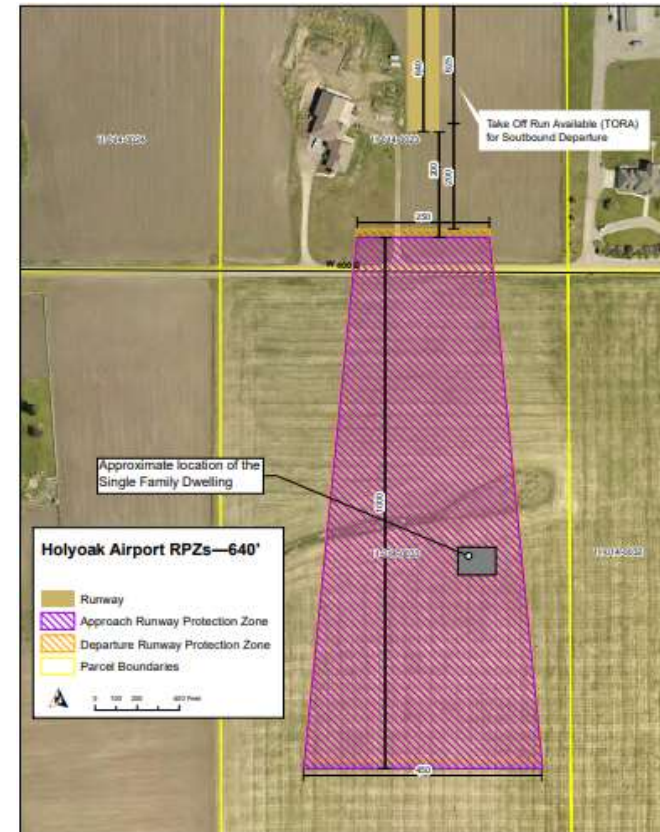 Take Off Run Available (TORA)
for Soutbound Departure
300
200
250
W 600 S
Approximate location of the
Single Family Dwelling
1000
Holyoak Airport RPZs—640'
Runway
Approach Runway Protection Zone
Departure Runway Protection Zone
Parcel Boundaries
450